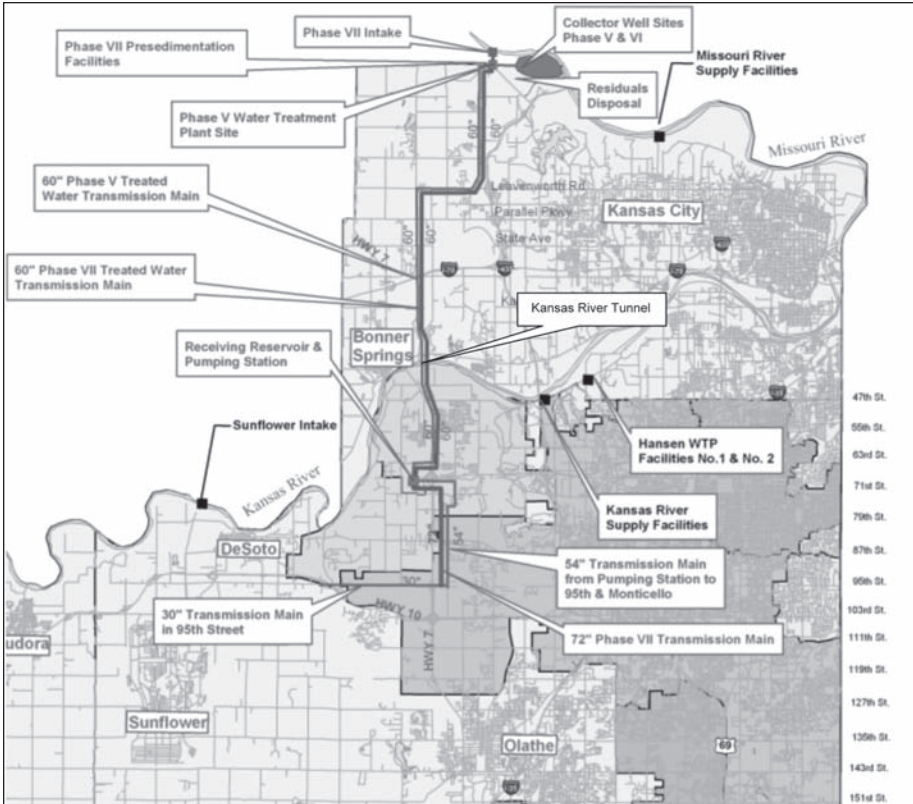 Phase VII Intake
Collector Well Sites
Phase V & VI
Phase VII Presedimentation
Facilities
Missouri River
Supply Facilities
Residuals
Disposal
Phase V Water Treatment
Plant Site
60"
60"
Missouri River
60" Phase V Treated
Water Transmission Main
Leavenworth Rd
Parallel Pkwy
Kansas City
State Ave
60"
60"
HWY 7
60" Phase VII Treated Water
Transmission Main
Kansas River Tunnel
Bonner
Springs
Receiving Reservoir &
Pumping Station
47th St.
Sunflower Intake
60"
60"
55th St.
Hansen WTP
Facilities No.1 & No. 2
63rd St.
71st St.
Kansas River
Kansas River
Supply Facilities
79th St.
72"
54"
DeSoto
87th St.
54" Transmission Main
from Pumping Station to
95th & Monticello
95th St.
30"
30" Transmission Main
in 95th Street
HWY 10
103rd St.
udora
72" Phase VII Transmission Main
111th St.
HWY 7
119th St.
127th St.
Sunflower
Olathe
69
135th St.
143rd St.
151st St.